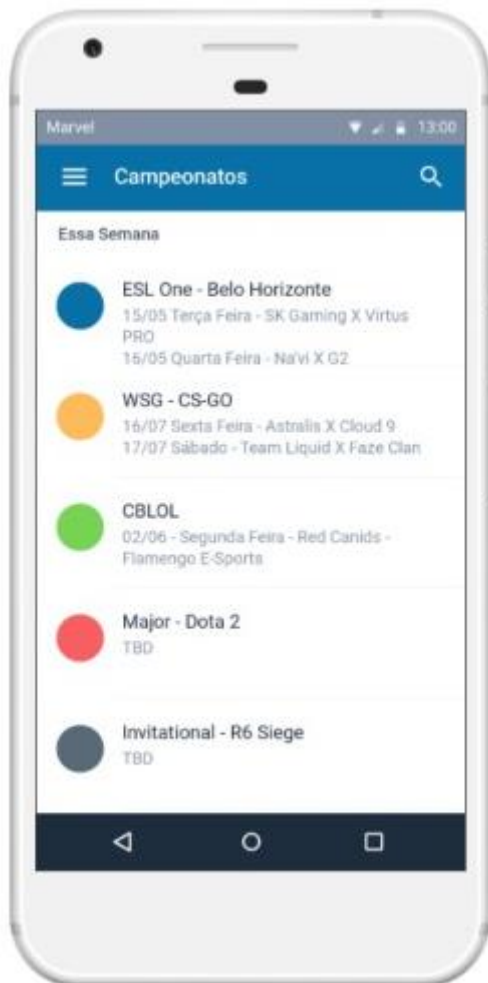 Marvel 13:00
Campeonatos
Essa Semana
ESL One - Belo Horizonte
15/05 Terça Feira - SK Gaming X Virtus
PRO
16/05 Quarta Feira - Na'vi X G2
WSG - CS-GO
16/07 Sexta Feira - Astralis X Cloud 9
17/07 Sábado - Team Liquid X Faze Clan
CBLOL
02/06 - Segunda Feira - Red Canids -
Flamengo E-Sports
Major - Dota 2
TBD
Invitational - R6 Siege
TBD